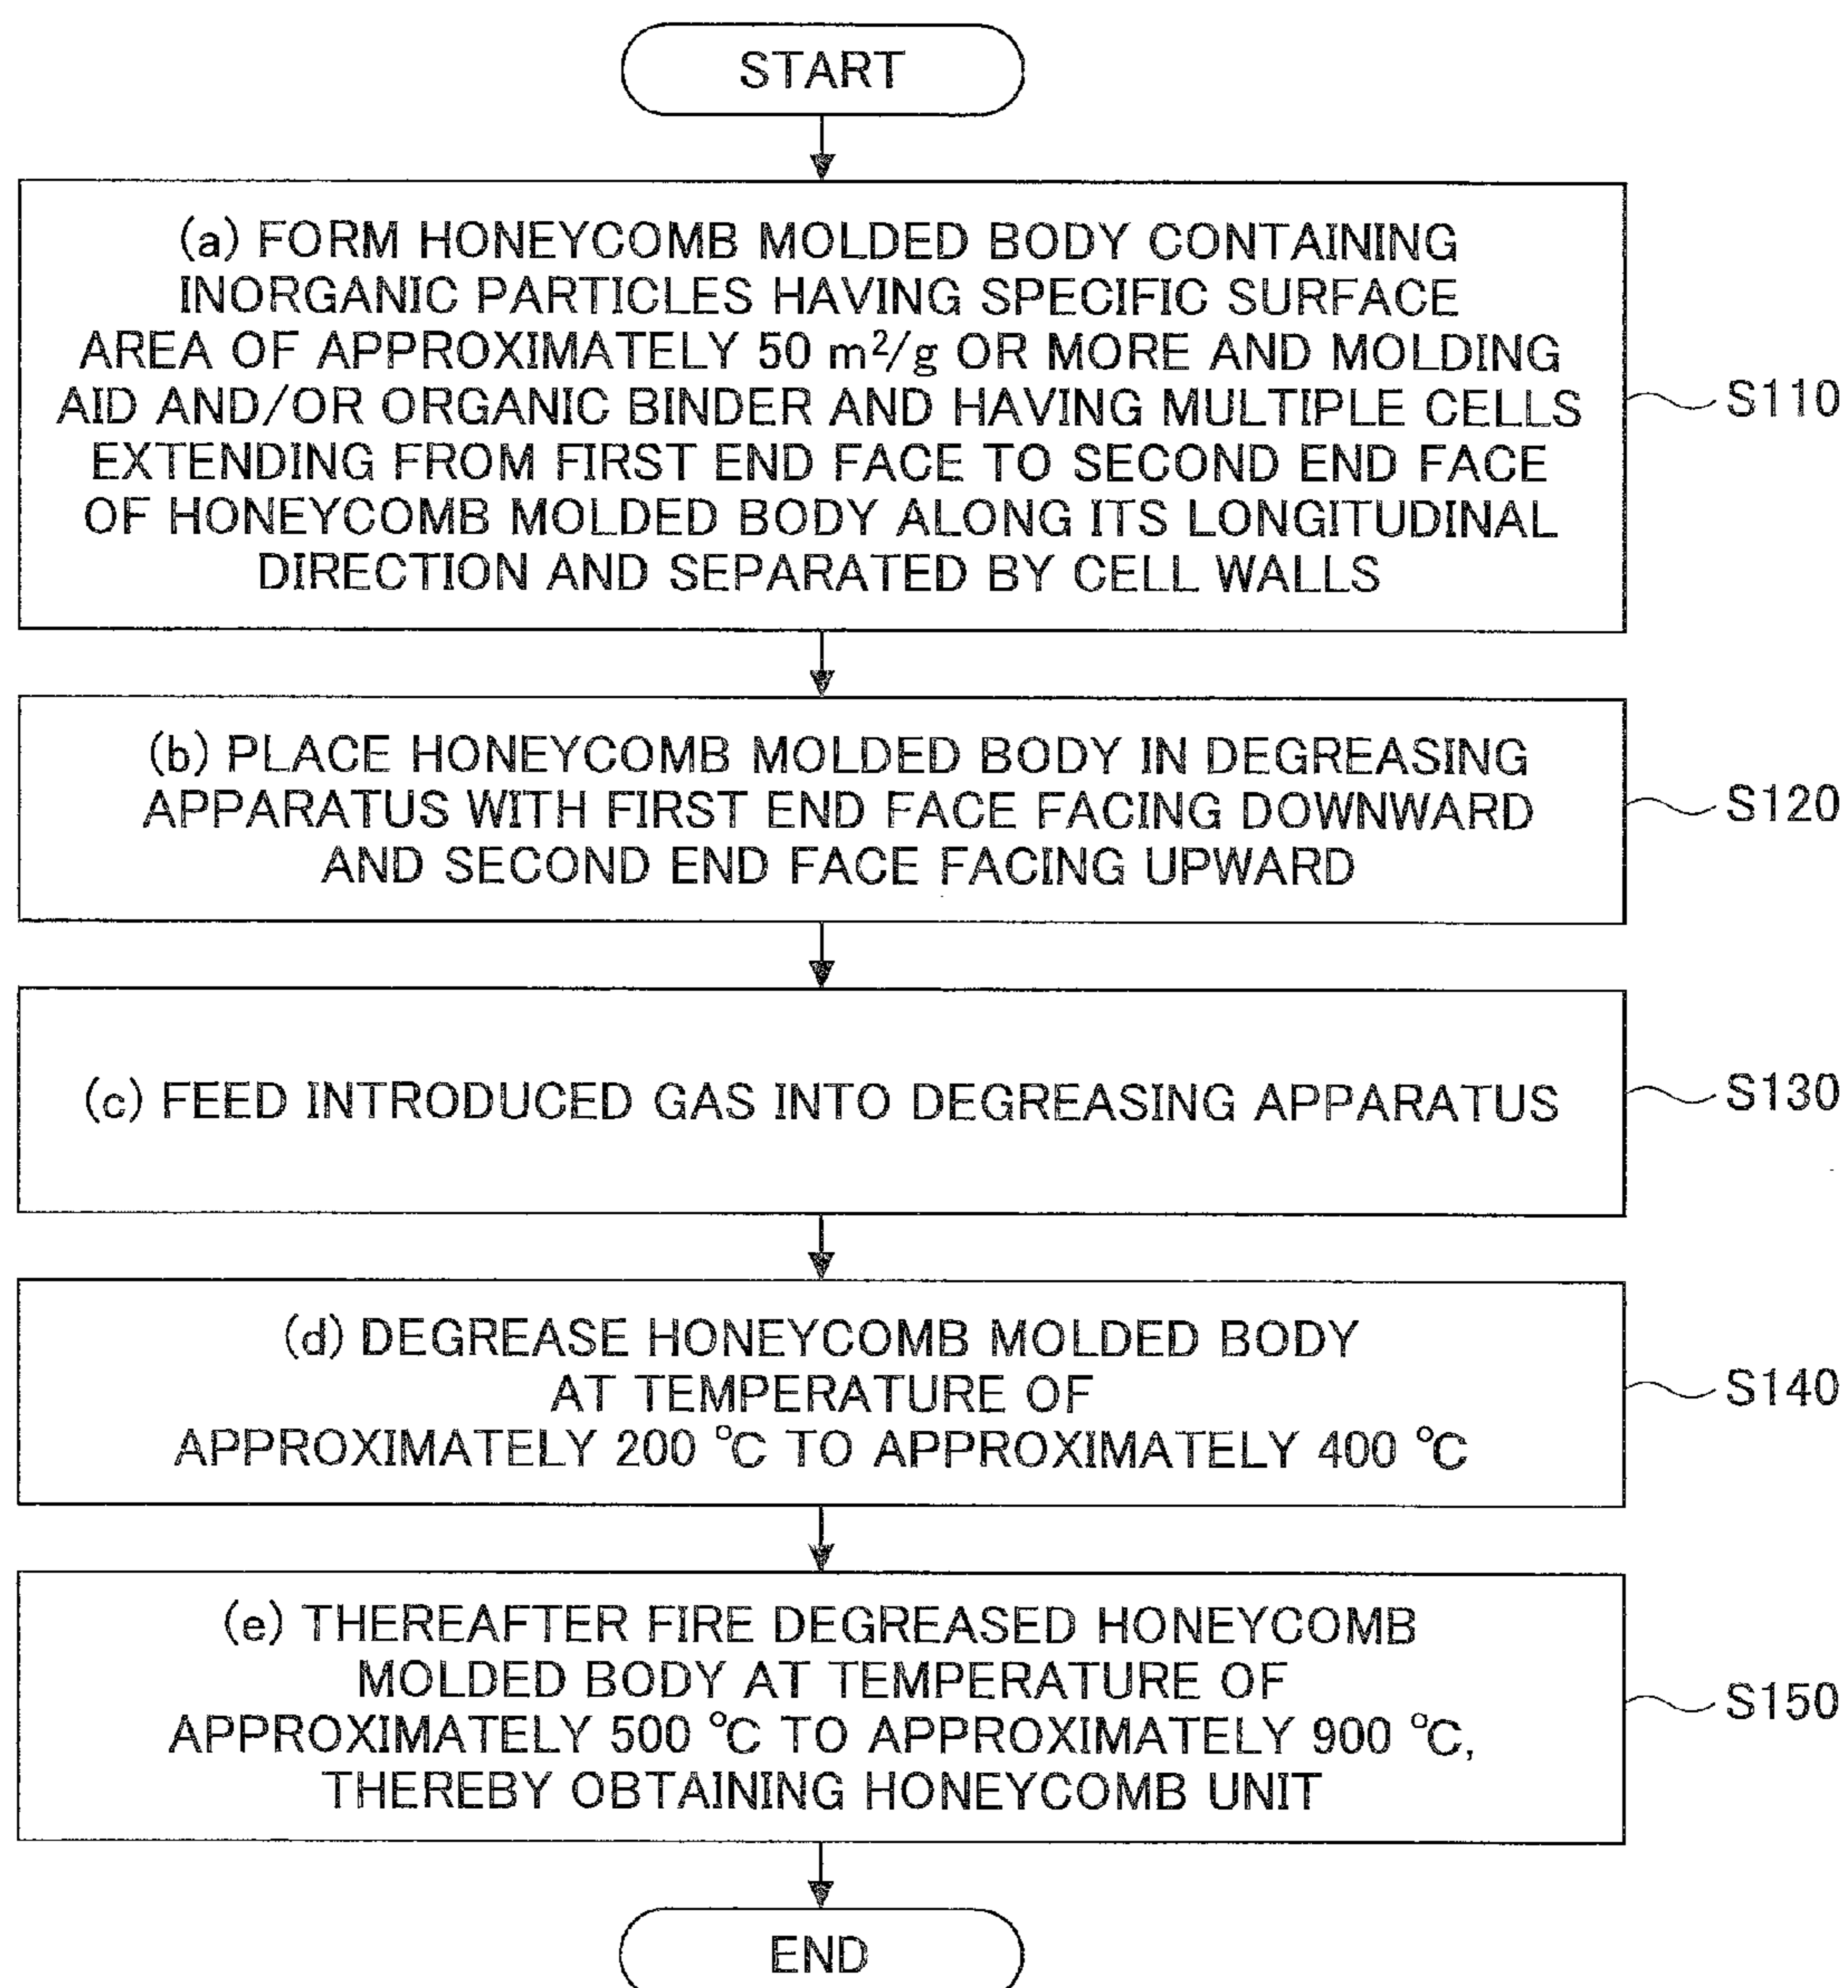 START
(a) FORM HONEYCOMB MOLDED BODY CONTAINING
INORGANIC PARTICLES HAVING SPECIFIC SURFACE
AREA OF APPROXIMATELY 50 m²/g OR MORE AND MOLDING
AID AND/OR ORGANIC BINDER AND HAVING MULTIPLE CELLS
EXTENDING FROM FIRST END FACE TO SECOND END FACE
OF HONEYCOMB MOLDED BODY ALONG ITS LONGITUDINAL
DIRECTION AND SEPARATED BY CELL WALLS
S110
(b) PLACE HONEYCOMB MOLDED BODY IN DEGREASING
APPARATUS WITH FIRST END FACE FACING DOWNWARD
AND SECOND END FACE FACING UPWARD
S120
(c) FEED INTRODUCED GAS INTO DEGREASING APPARATUS
S130
(d) DEGREASE HONEYCOMB MOLDED BODY
AT TEMPERATURE OF
APPROXIMATELY 200 °C TO APPROXIMATELY 400 °C
S140
(e) THEREAFTER FIRE DEGREASED HONEYCOMB
MOLDED BODY AT TEMPERATURE OF
APPROXIMATELY 500 °C TO APPROXIMATELY 900 °C,
THEREBY OBTAINING HONEYCOMB UNIT
S150
END